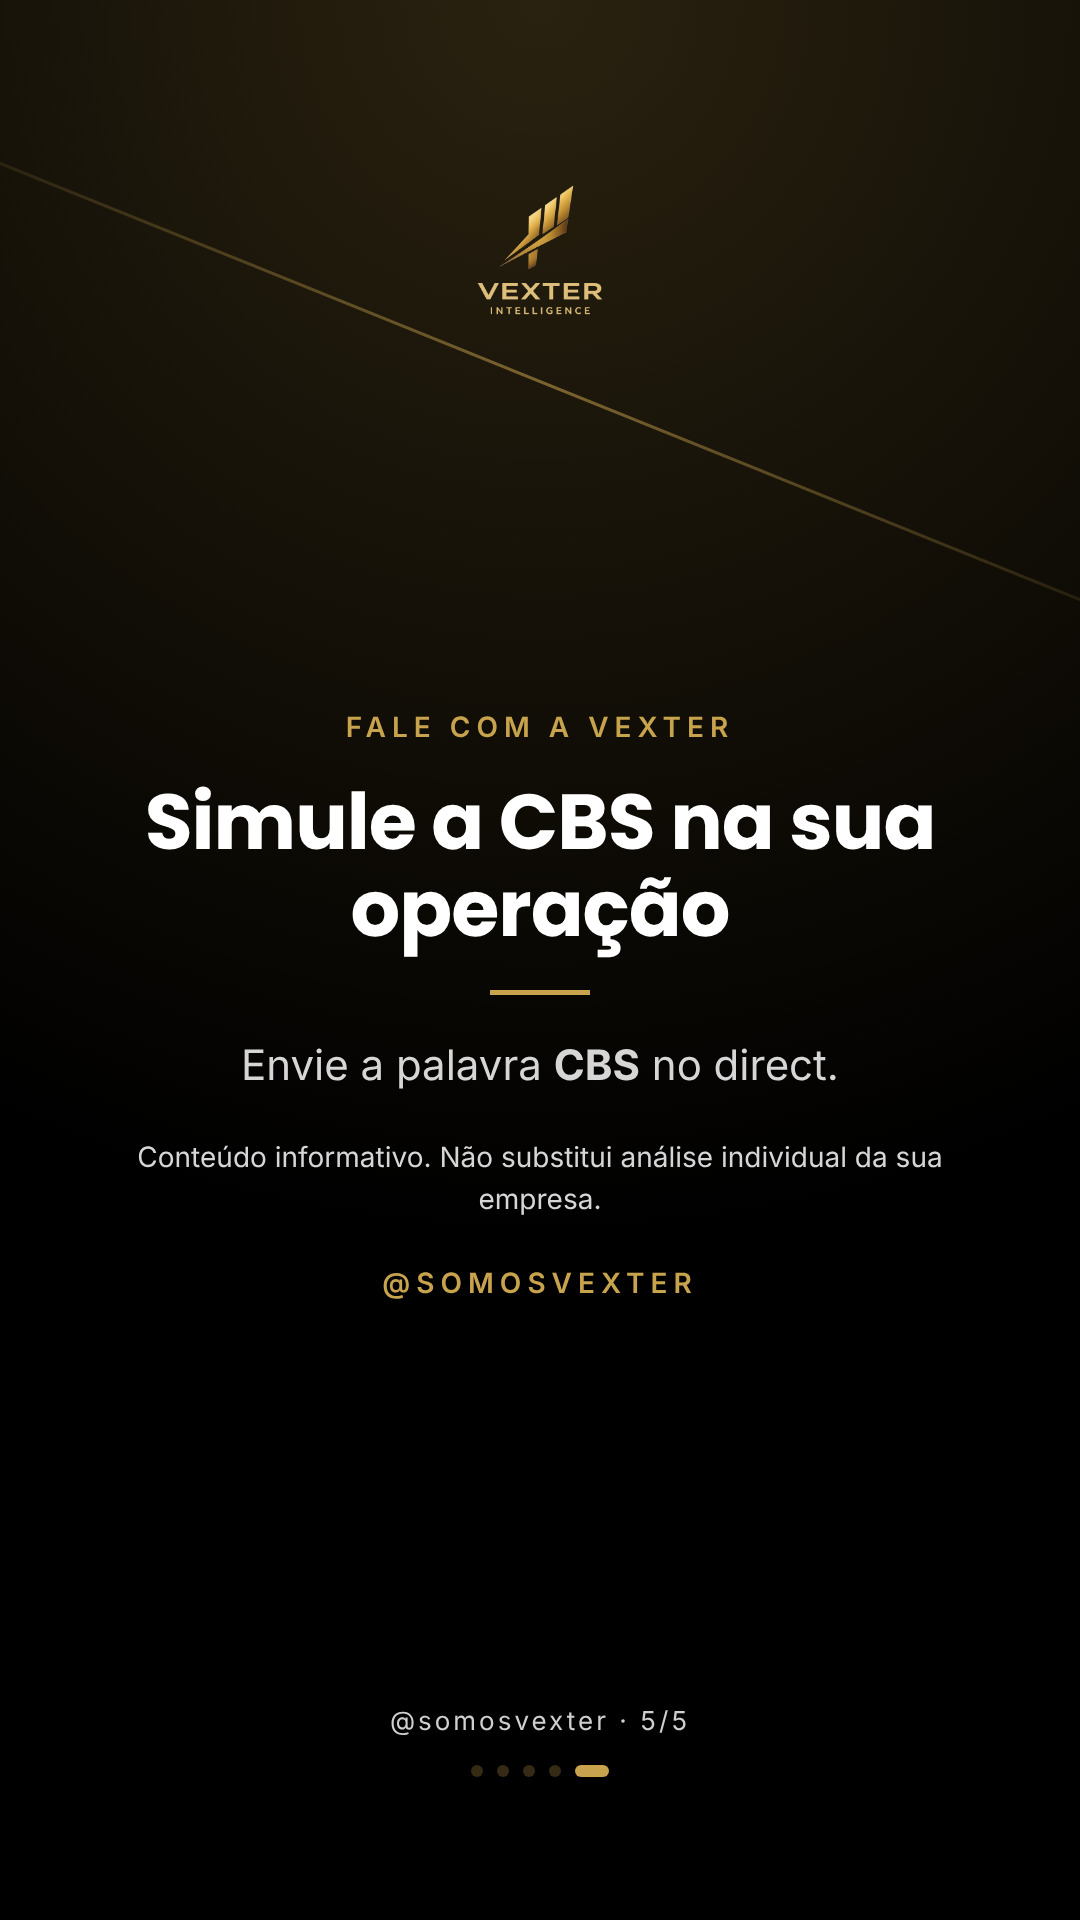 VEXTER
INTELLIGENCE
FALE COM A VEXTER
Simule a CBS na sua
operação
Envie a palavra CBS no direct.
Conteúdo informativo. Não substitui análise individual da sua
empresa.
@SOMOSVEXTER
@somosvexter · 5/5